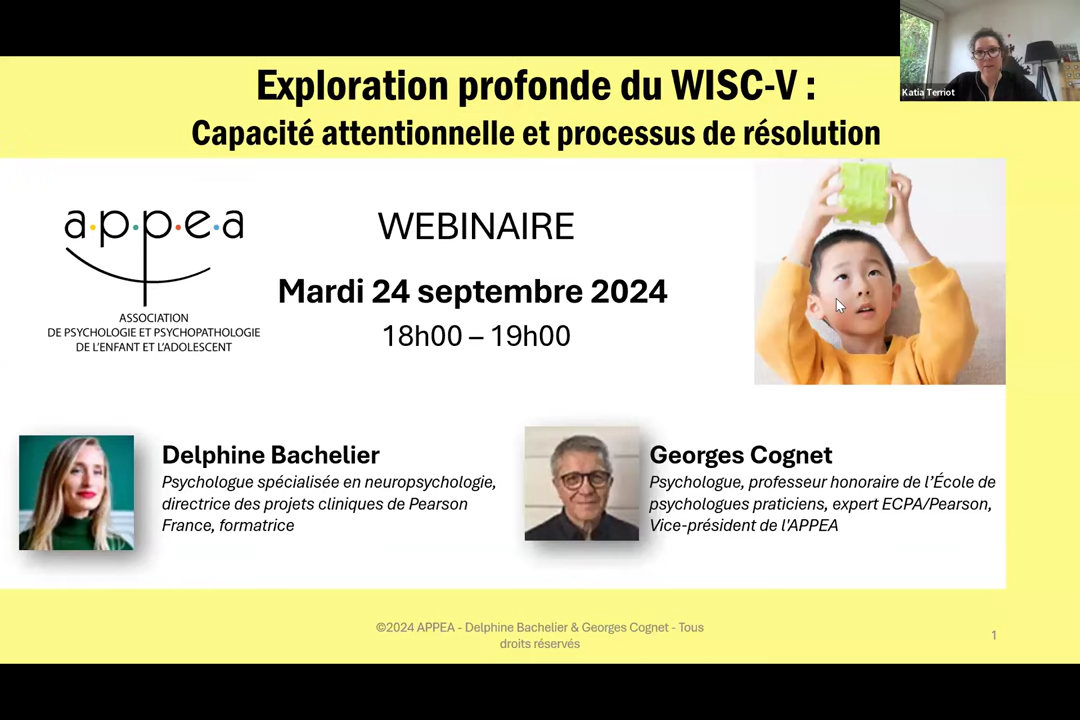 Exploration profonde du WISC-V :
Capacité attentionnelle et processus de résolution
Katia Terriot
a·p·p·e·a
ASSOCIATION
DE PSYCHOLOGIE ET PSYCHOPATHOLOGIE
DE L'ENFANT ET L'ADOLESCENT
WEBINAIRE
Mardi 24 septembre 2024
18h00 – 19h00
Delphine Bachelier
Psychologue spécialisée en neuropsychologie,
directrice des projets cliniques de Pearson
France, formatrice
Georges Cognet
Psychologue, professeur honoraire de l'École de
psychologues praticiens, expert ECPA/Pearson,
Vice-président de l'APPEA
©2024 APPEA - Delphine Bachelier & Georges Cognet - Tous
droits réservés
1